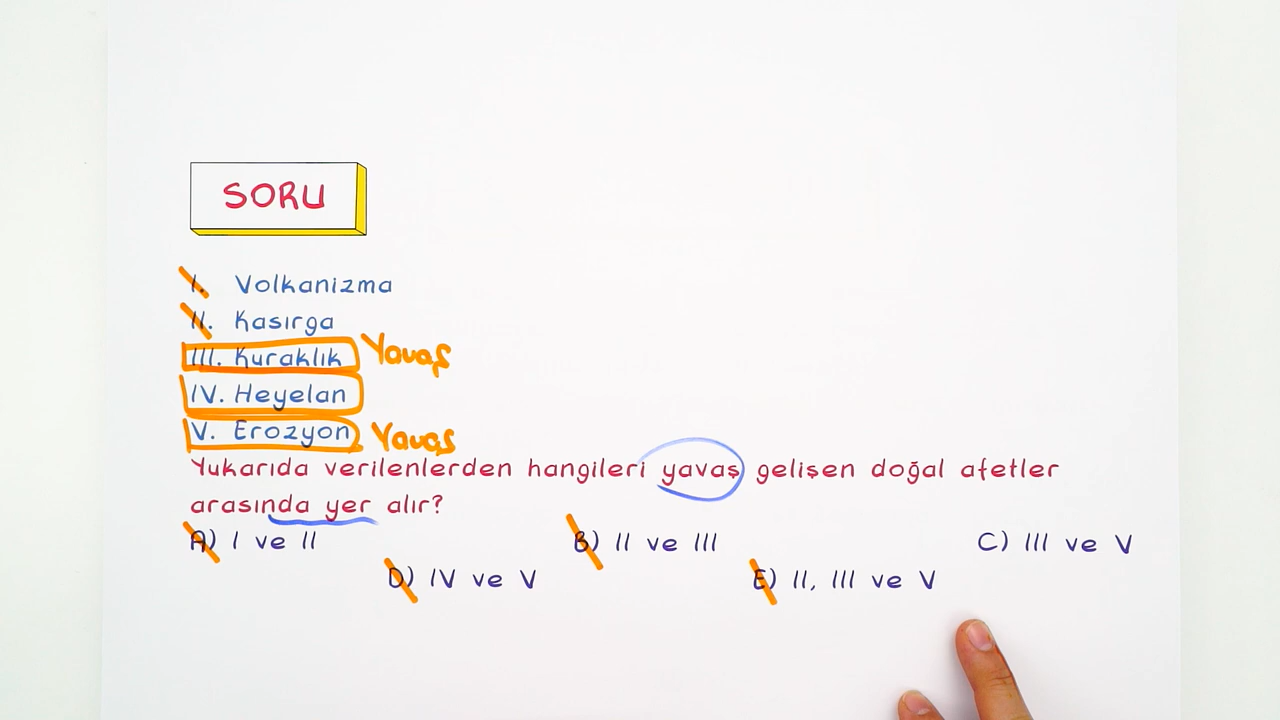 SORU
I. Volkanizma
II. Kasırga
III. Kuraklık Yavaş
IV. Heyelan
V. Erozyon Yavaş
Yukarıda verilenlerden hangileri yavaş gelişen doğal afetler
arasında yer alır?
A) I ve II B) II ve III C) III ve V
D) IV ve V E) II, III ve V